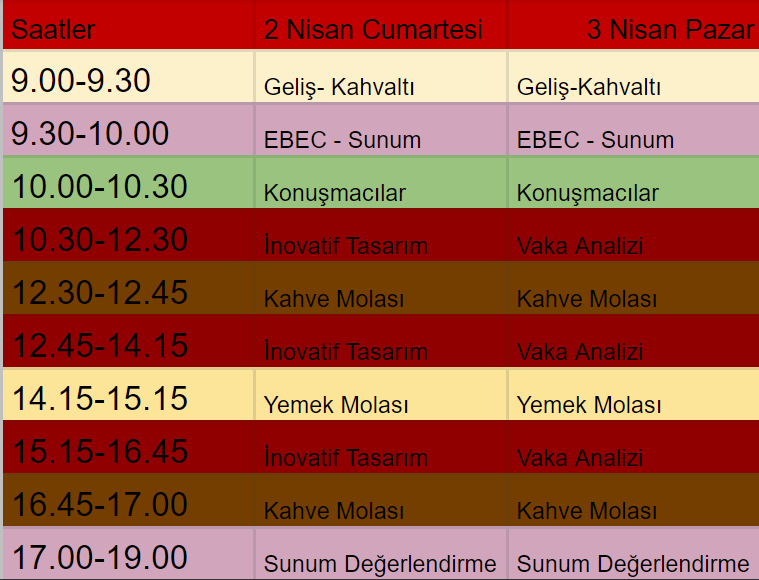 Saatler 2 Nisan Cumartesi 3 Nisan Pazar
9.00-9.30 Geliş- Kahvaltı Geliş-Kahvaltı
9.30-10.00 EBEC - Sunum EBEC - Sunum
10.00-10.30 Konuşmacılar Konuşmacılar
10.30-12.30 İnovatif Tasarım Vaka Analizi
12.30-12.45 Kahve Molası Kahve Molası
12.45-14.15 İnovatif Tasarım Vaka Analizi
14.15-15.15 Yemek Molası Yemek Molası
15.15-16.45 İnovatif Tasarım Vaka Analizi
16.45-17.00 Kahve Molası Kahve Molası
17.00-19.00 Sunum Değerlendirme Sunum Değerlendirme